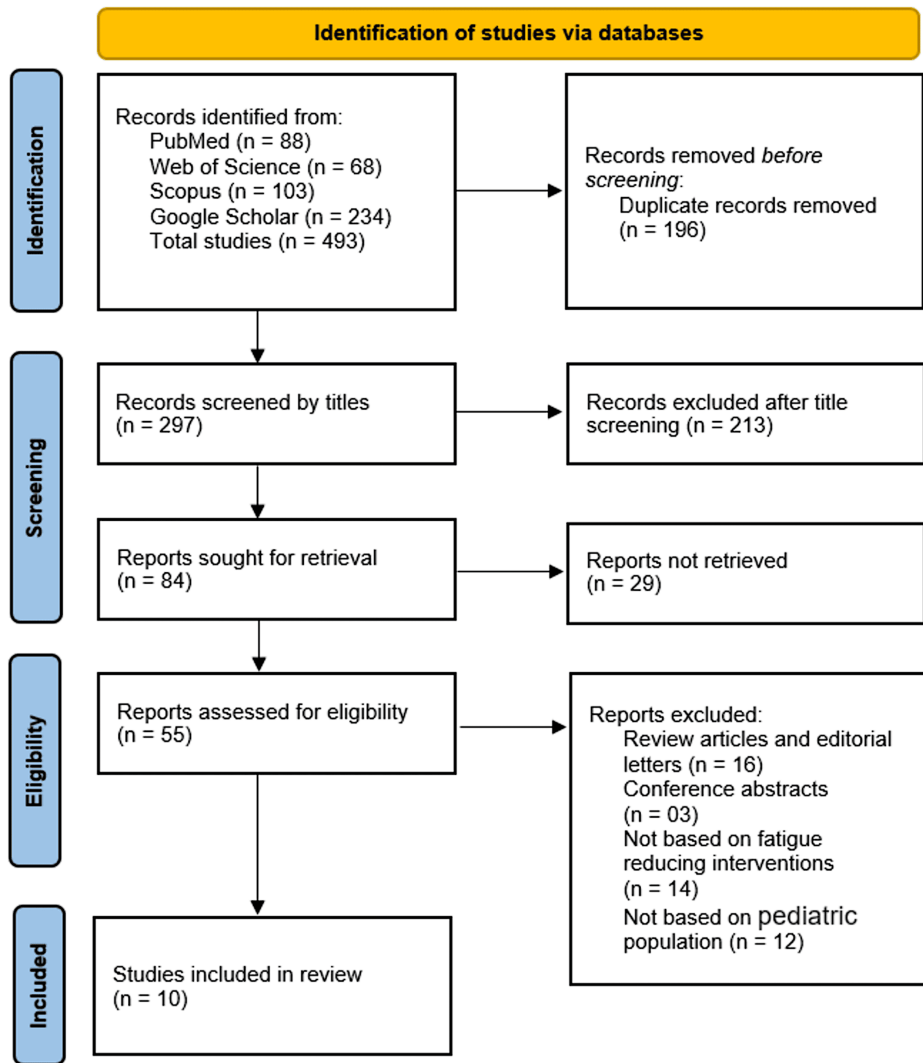 Identification of studies via databases
Identification
Records identified from:
PubMed (n = 88)
Web of Science (n = 68)
Scopus (n = 103)
Google Scholar (n = 234)
Total studies (n = 493)
Records removed before
screening:
Duplicate records removed
(n = 196)
Screening
Records screened by titles
(n = 297)
Records excluded after title
screening (n = 213)
Reports sought for retrieval
(n = 84)
Reports not retrieved
(n = 29)
Eligibility
Reports assessed for eligibility
(n = 55)
Reports excluded:
Review articles and editorial
letters (n = 16)
Conference abstracts
(n = 03)
Not based on fatigue
reducing interventions
(n = 14)
Not based on pediatric
population (n = 12)
Included
Studies included in review
(n = 10)